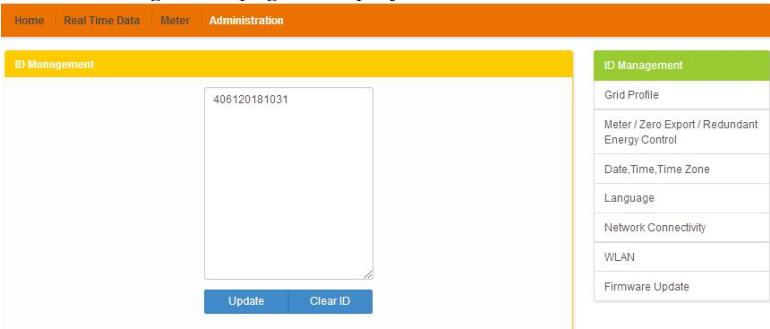 Home Real Time Data Meter Administration
ID Management
406120181031
Update Clear ID
ID Management
Grid Profile
Meter / Zero Export / Redundant
Energy Control
Date,Time,Time Zone
Language
Network Connectivity
WLAN
Firmware Update